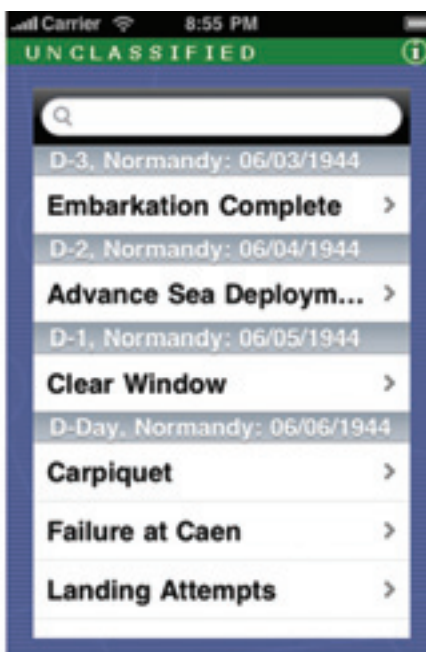 Carrier 8:55 PM
UNCLASSIFIED
D-3, Normandy: 06/03/1944
Embarkation Complete
D-2, Normandy: 06/04/1944
Advance Sea Deploym...
D-1, Normandy: 06/05/1944
Clear Window
D-Day, Normandy: 06/06/1944
Carpiquet
Failure at Caen
Landing Attempts